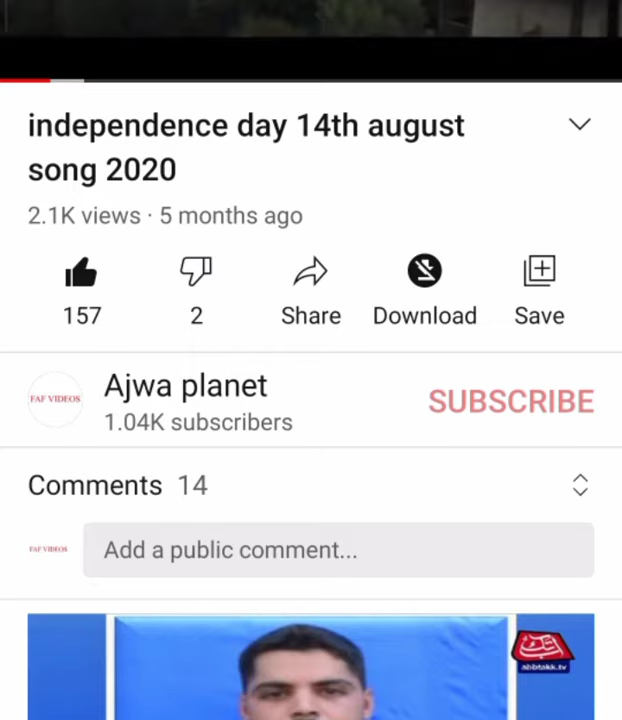 independence day 14th august
song 2020
2.1K views · 5 months ago
157
2
Share
Download
Save
FAF VIDEOS
Ajwa planet
1.04K subscribers
SUBSCRIBE
Comments 14
FAF VIDEOS
Add a public comment...
abbtakk.tv